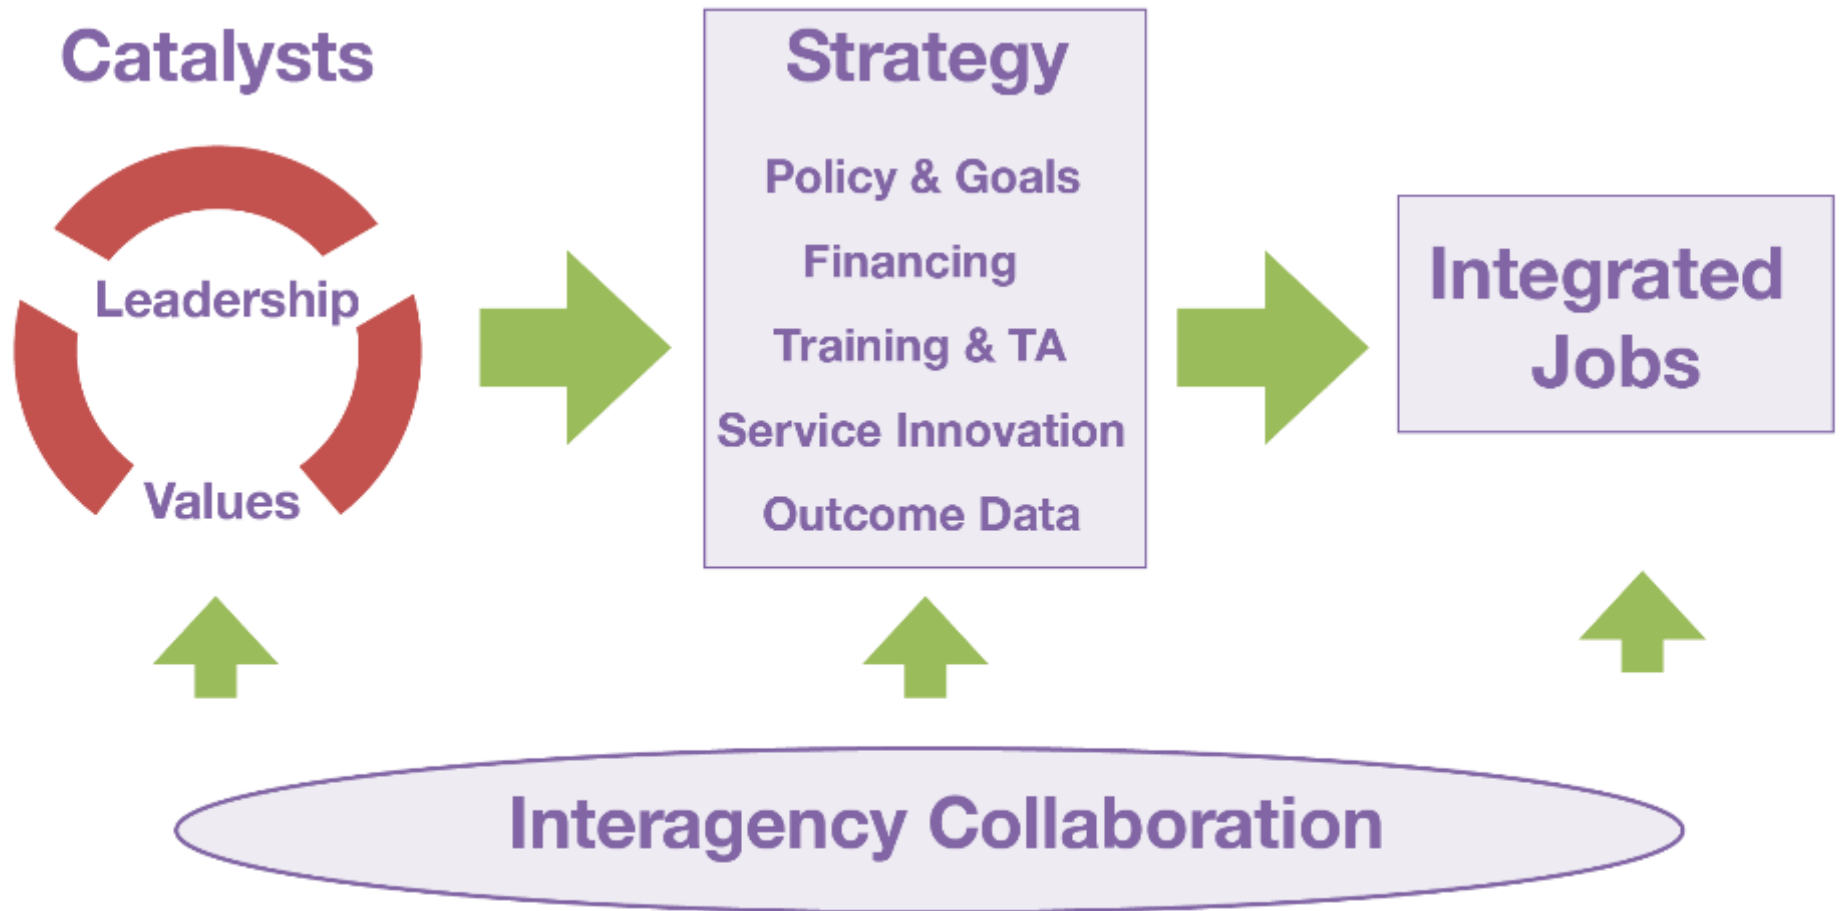 Catalysts
Leadership
Values
Strategy
Policy & Goals
Financing
Training & TA
Service Innovation
Outcome Data
Integrated
Jobs
Interagency Collaboration